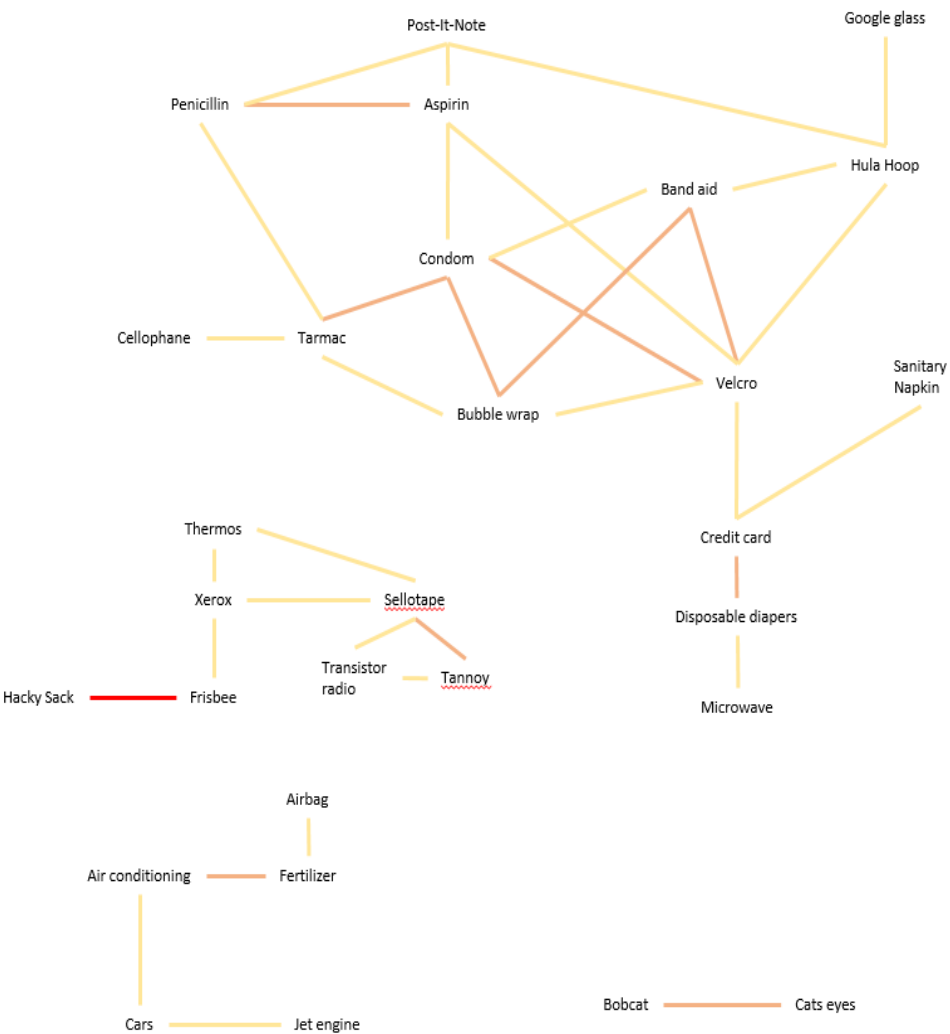 Post-It-Note
Google glass
Penicillin
Aspirin
Hula Hoop
Band aid
Condom
Cellophane
Tarmac
Velcro
Sanitary
Napkin
Bubble wrap
Thermos
Credit card
Xerox
Sellotape
Disposable diapers
Transistor
radio
Tannoy
Hacky Sack
Frisbee
Microwave
Airbag
Air conditioning
Fertilizer
Bobcat
Cats eyes
Cars
Jet engine